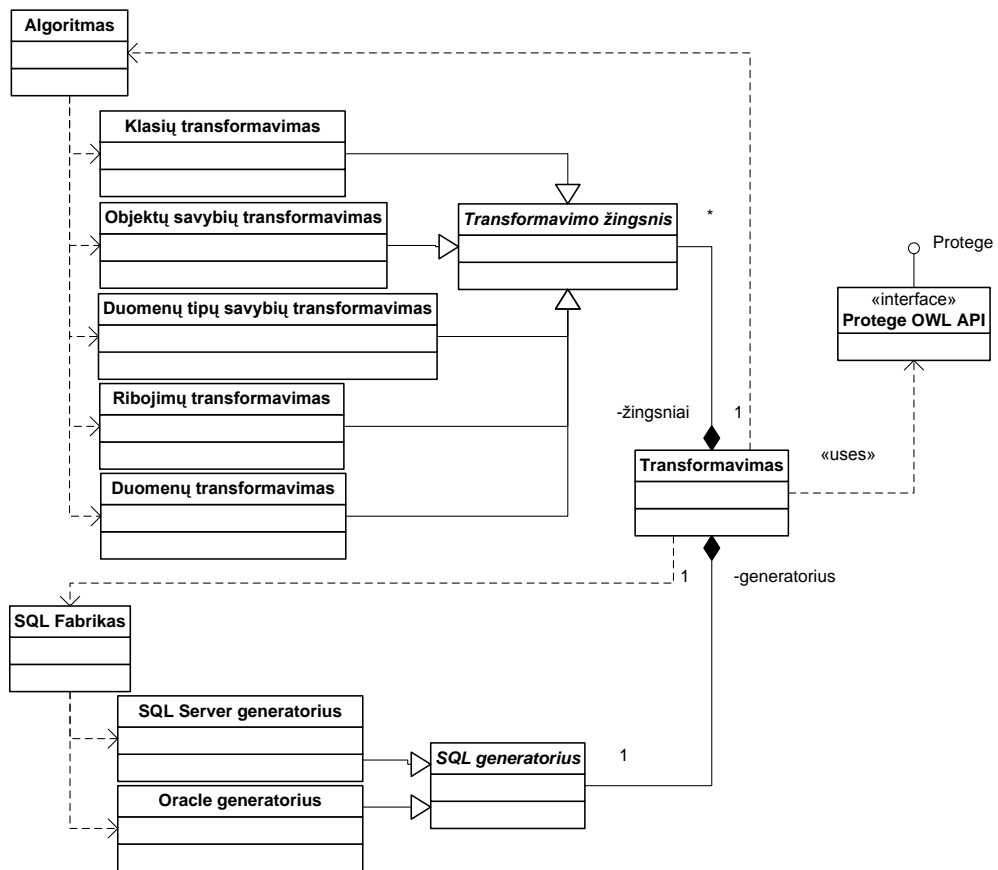 Algoritmas
Klasių transformavimas
Objektų savybių transformavimas
Transformavimo žingsnis
*
Protege
Duomenų tipų savybių transformavimas
«interface»
Protege OWL API
Ribojimų transformavimas
-žingsniai
1
«uses»
Transformavimas
Duomenų transformavimas
1
-generatorius
SQL Fabrikas
SQL Server generatorius
SQL generatorius
1
Oracle generatorius